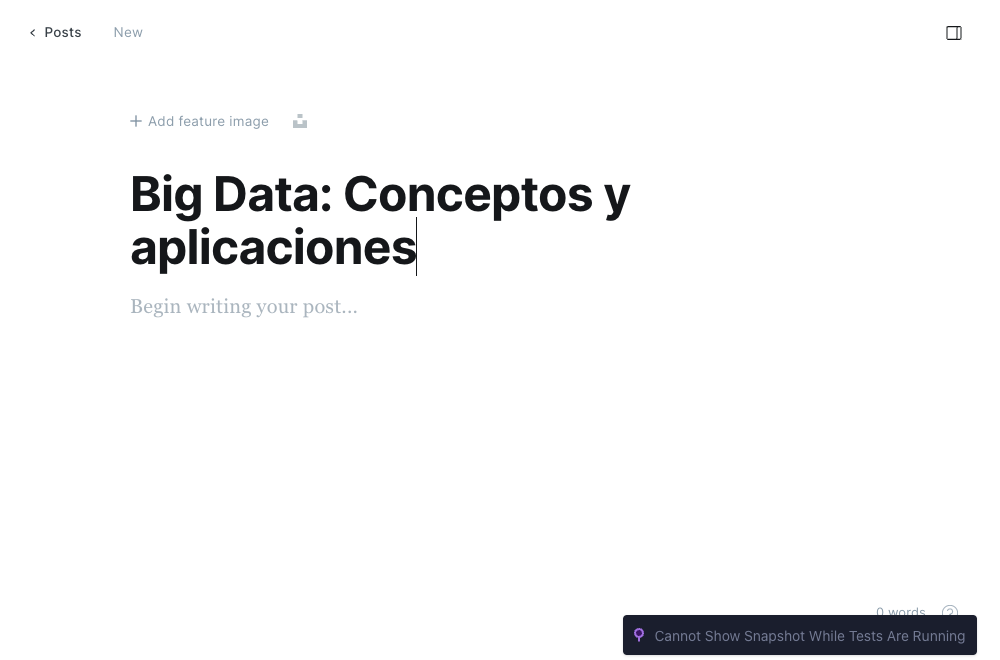 Posts New
Add feature image
Big Data: Conceptos y
aplicaciones
Begin writing your post...
0 words ?
Cannot Show Snapshot While Tests Are Running